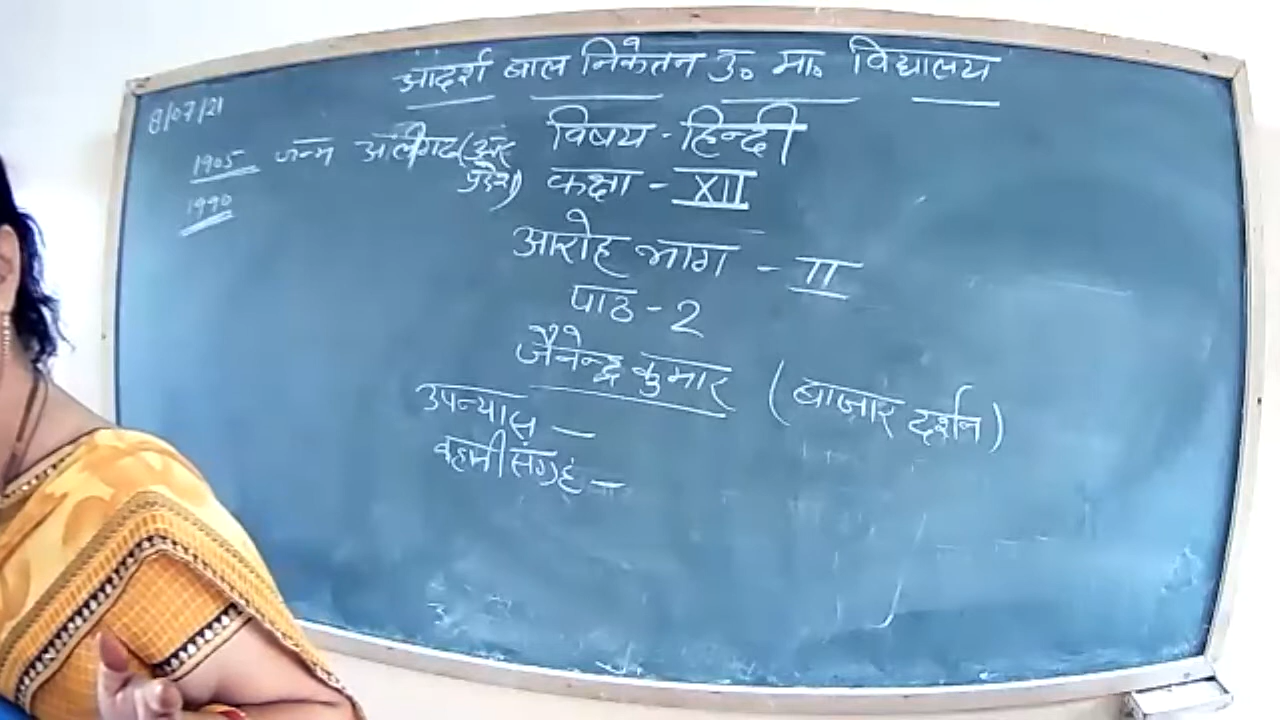 आदर्श बाल निकेतन उ० मा० विद्यालय
8/07/21
विषय - हिन्दी
1905 जन्म अलीगढ़ (उत्तर
प्रदेश)
कक्षा - XII
1990
आरोह भाग - II
पाठ - 2
जैनेन्द्र कुमार (बाजार दर्शन)
उपन्यास -
कहानी संग्रह -